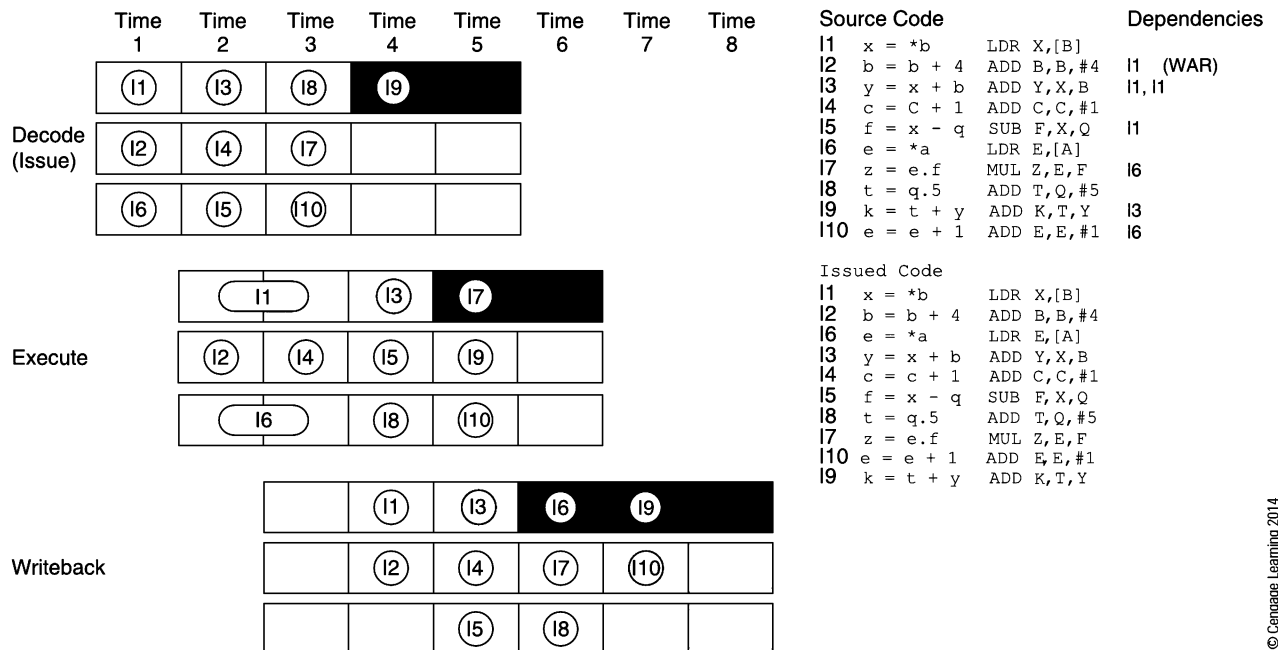 Time 1 Time 2 Time 3 Time 4 Time 5 Time 6 Time 7 Time 8
Decode (Issue)
I1 I3 I8 I9
I2 I4 I7
I6 I5 I10
Execute
I1 I3 I7
I2 I4 I5 I9
I6 I8 I10
Writeback
I1 I3 I6 I9
I2 I4 I7 I10
I5 I8
Source Code Dependencies
I1 x = *b LDR X,[B]
I2 b = b + 4 ADD B,B,#4 I1 (WAR)
I3 y = x + b ADD Y,X,B I1, I1
I4 c = C + 1 ADD C,C,#1
I5 f = x - q SUB F,X,Q I1
I6 e = *a LDR E,[A]
I7 z = e.f MUL Z,E,F I6
I8 t = q.5 ADD T,Q,#5
I9 k = t + y ADD K,T,Y I3
I10 e = e + 1 ADD E,E,#1 I6
Issued Code
I1 x = *b LDR X,[B]
I2 b = b + 4 ADD B,B,#4
I6 e = *a LDR E,[A]
I3 y = x + b ADD Y,X,B
I4 c = c + 1 ADD C,C,#1
I5 f = x - q SUB F,X,Q
I8 t = q.5 ADD T,Q,#5
I7 z = e.f MUL Z,E,F
I10 e = e + 1 ADD E,E,#1
I9 k = t + y ADD K,T,Y
© Cengage Learning 2014